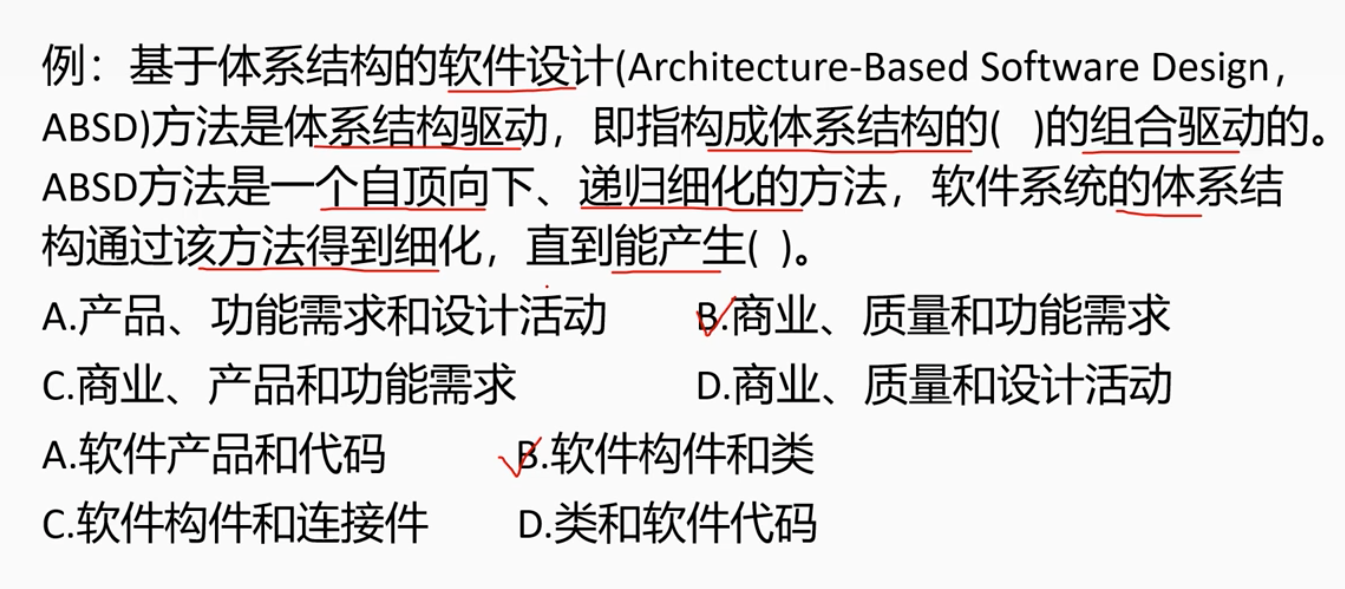 例：基于体系结构的软件设计(Architecture-Based Software Design,
ABSD)方法是体系结构驱动，即指构成体系结构的( )的组合驱动的。
ABSD方法是一个自顶向下、递归细化的方法，软件系统的体系结
构通过该方法得到细化，直到能产生( )。
A.产品、功能需求和设计活动 B.商业、质量和功能需求
C.商业、产品和功能需求 D.商业、质量和设计活动
A.软件产品和代码 B.软件构件和类
C.软件构件和连接件 D.类和软件代码